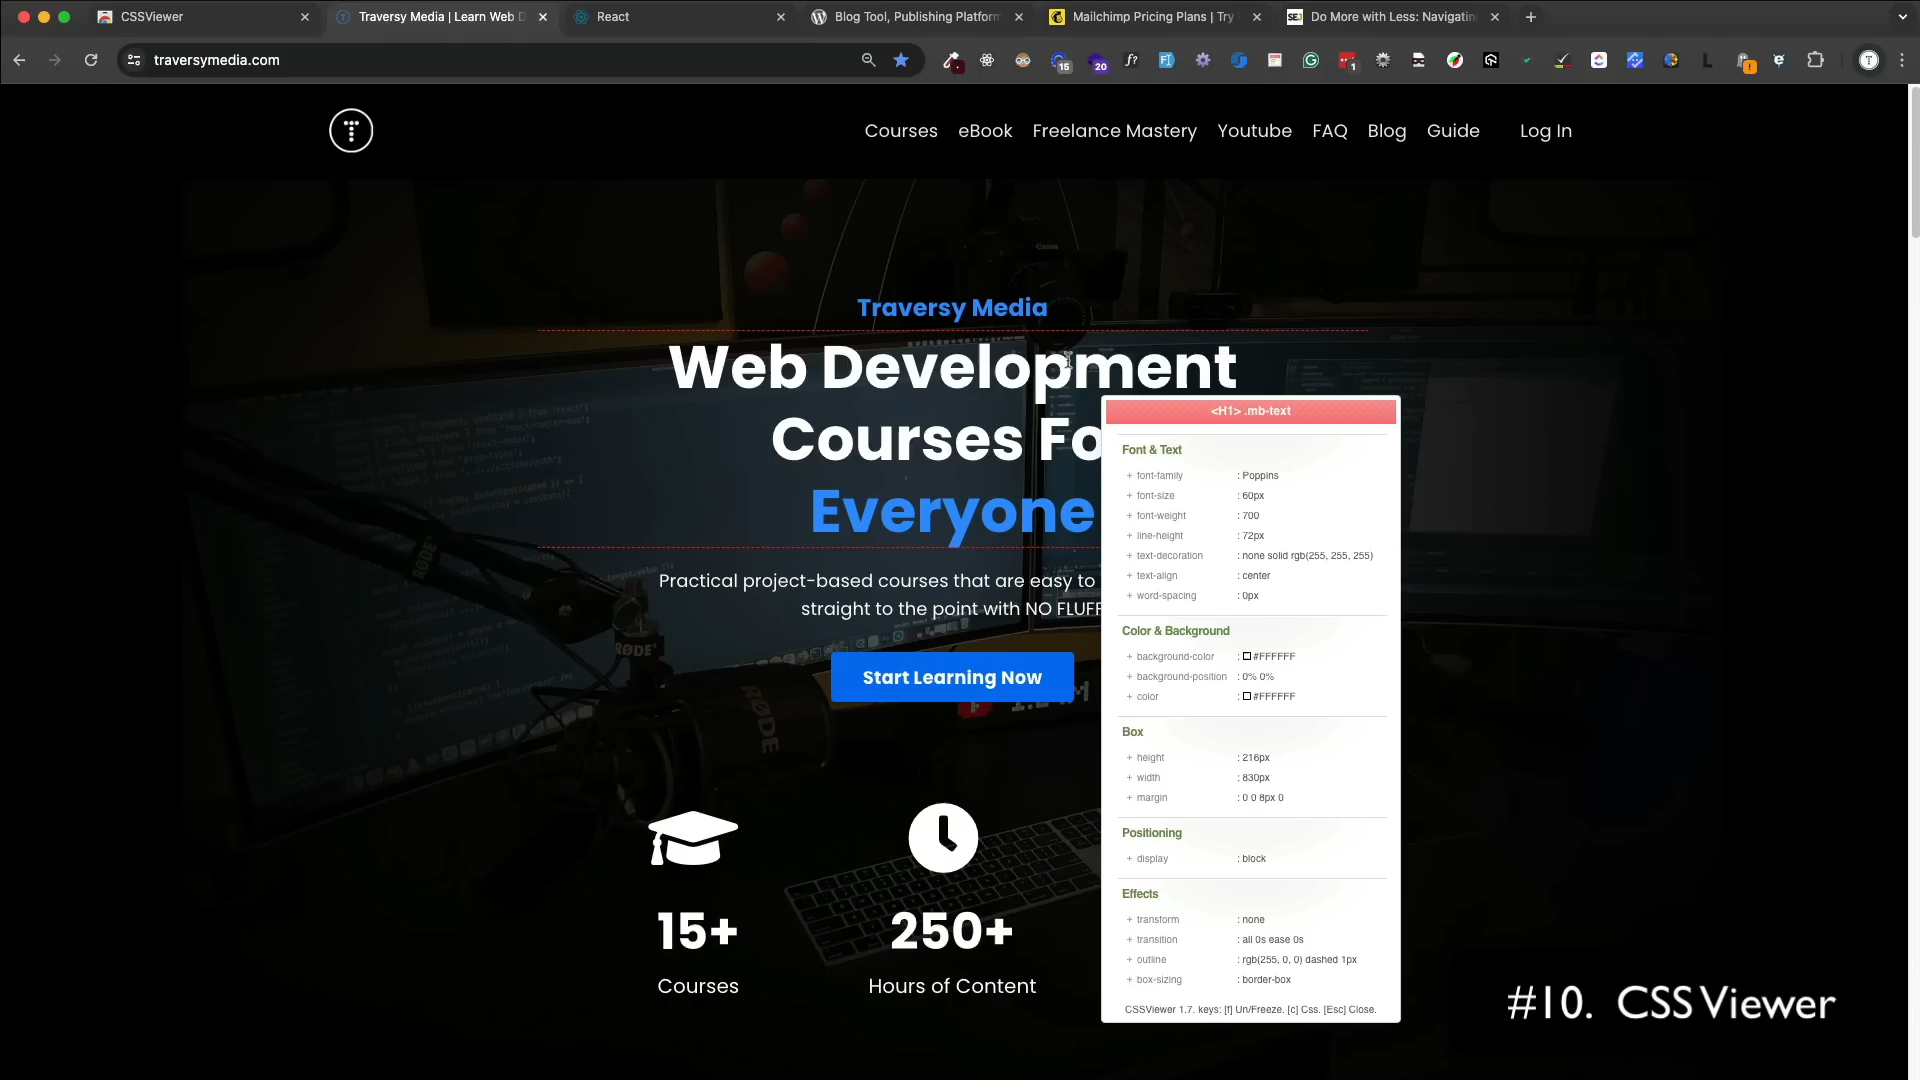 CSSViewer
Traversy Media | Learn Web D
React
Blog Tool, Publishing Platform
Mailchimp Pricing Plans | Try
Do More with Less: Navigatin
traversymedia.com
15
20
f?
1
Courses eBook Freelance Mastery Youtube FAQ Blog Guide Log In
Traversy Media
Web Development
Courses Fo
Everyone
Practical project-based courses that are easy to
straight to the point with NO FLUFF
Start Learning Now
15+
Courses
250+
Hours of Content
RØDE
RØDE
RØDE
<H1> .mb-text
Font & Text
+ font-family : Poppins
+ font-size : 60px
+ font-weight : 700
+ line-height : 72px
+ text-decoration : none solid rgb(255, 255, 255)
+ text-align : center
+ word-spacing : 0px
Color & Background
+ background-color : #FFFFFF
+ background-position : 0% 0%
+ color : #FFFFFF
Box
+ height : 216px
+ width : 830px
+ margin : 0 0 8px 0
Positioning
+ display : block
Effects
+ transform : none
+ transition : all 0s ease 0s
+ outline : rgb(255, 0, 0) dashed 1px
+ box-sizing : border-box
CSSViewer 1.7. keys: [f] Un/Freeze. [c] Css. [Esc] Close.
#10. CSS Viewer